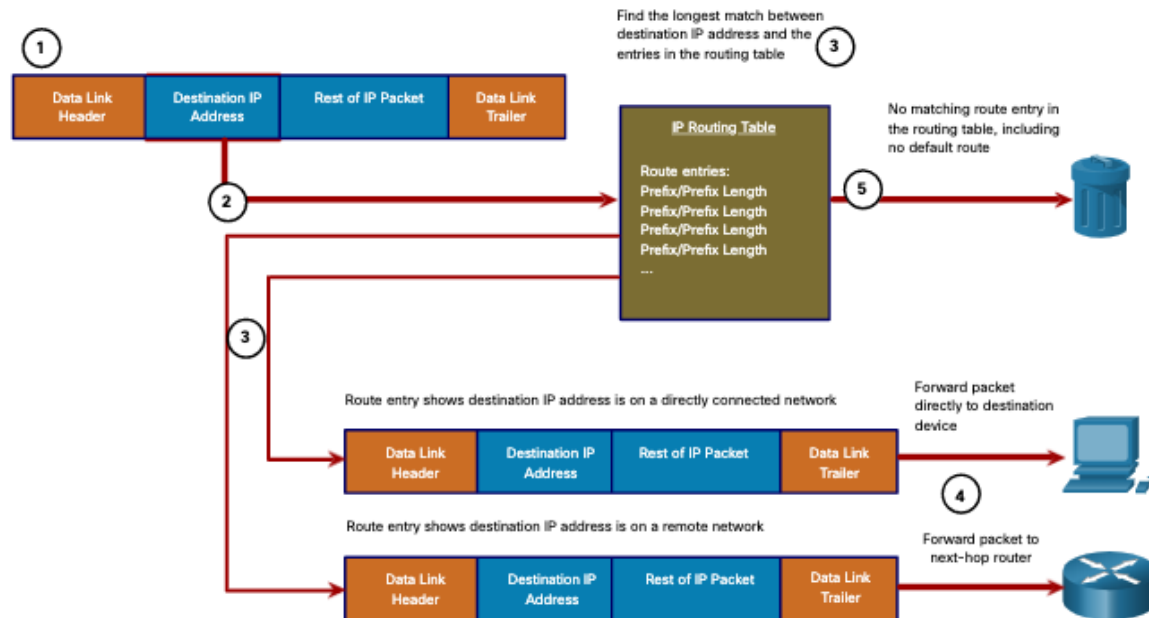 1
Find the longest match between
destination IP address and the
entries in the routing table
3
Data Link
Header
Destination IP
Address
Rest of IP Packet
Data Link
Trailer
2
IP Routing Table
Route entries:
Prefix/Prefix Length
Prefix/Prefix Length
Prefix/Prefix Length
Prefix/Prefix Length
...
No matching route entry in
the routing table, including
no default route
5
3
Route entry shows destination IP address is on a directly connected network
Data Link
Header
Destination IP
Address
Rest of IP Packet
Data Link
Trailer
Forward packet
directly to destination
device
4
Route entry shows destination IP address is on a remote network
Data Link
Header
Destination IP
Address
Rest of IP Packet
Data Link
Trailer
Forward packet to
next-hop router